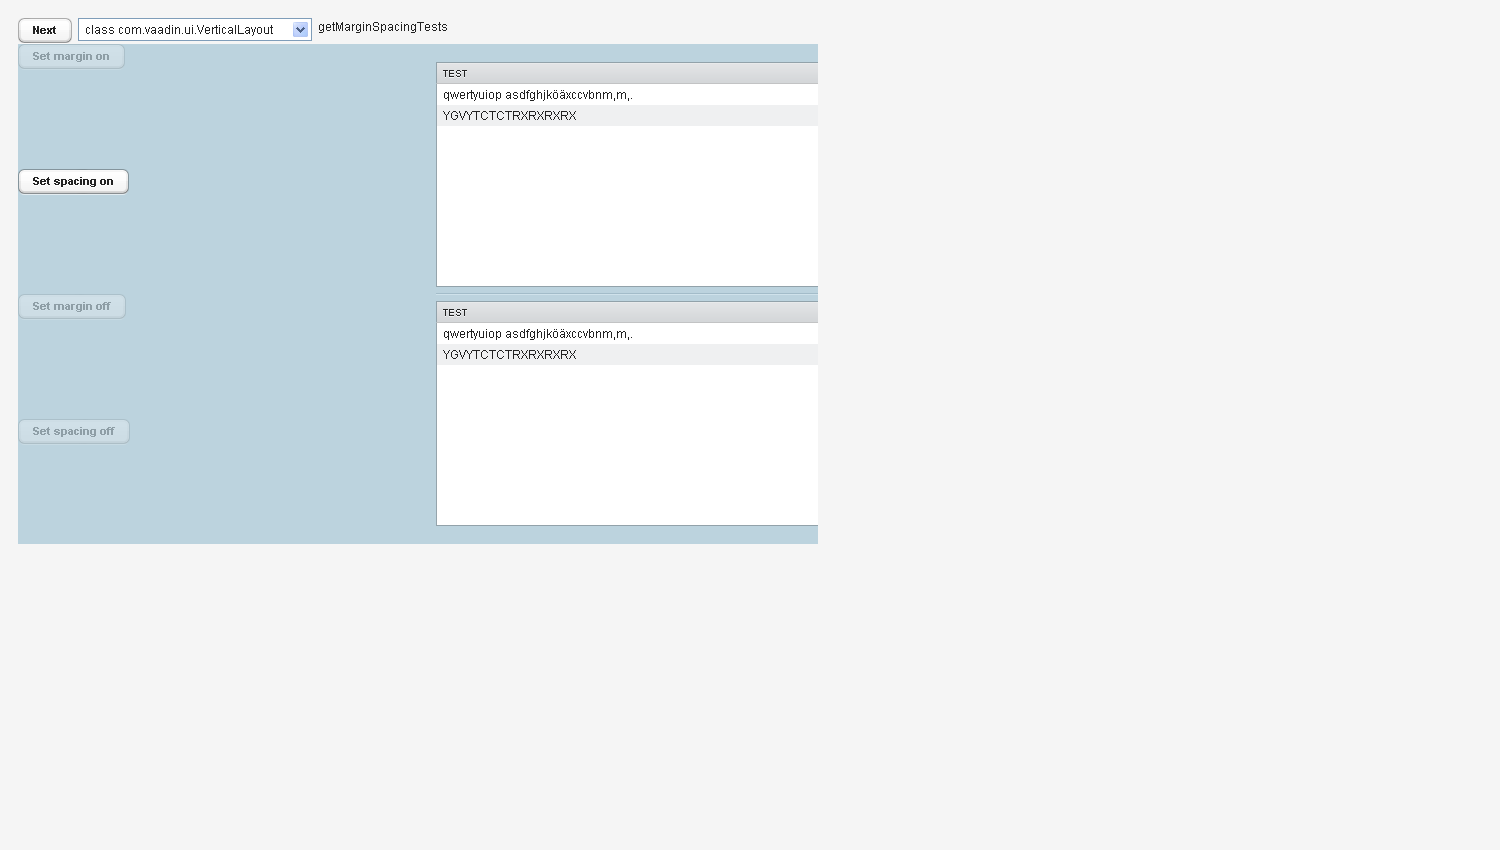 Next
class com.vaadin.ui.VerticalLayout
getMarginSpacingTests
Set margin on
Set spacing on
Set margin off
Set spacing off
TEST
qwertyuiop asdfghjköäxccvbnm,m,.
YGVYTCTCTRXRXRXRX
TEST
qwertyuiop asdfghjköäxccvbnm,m,.
YGVYTCTCTRXRXRXRX